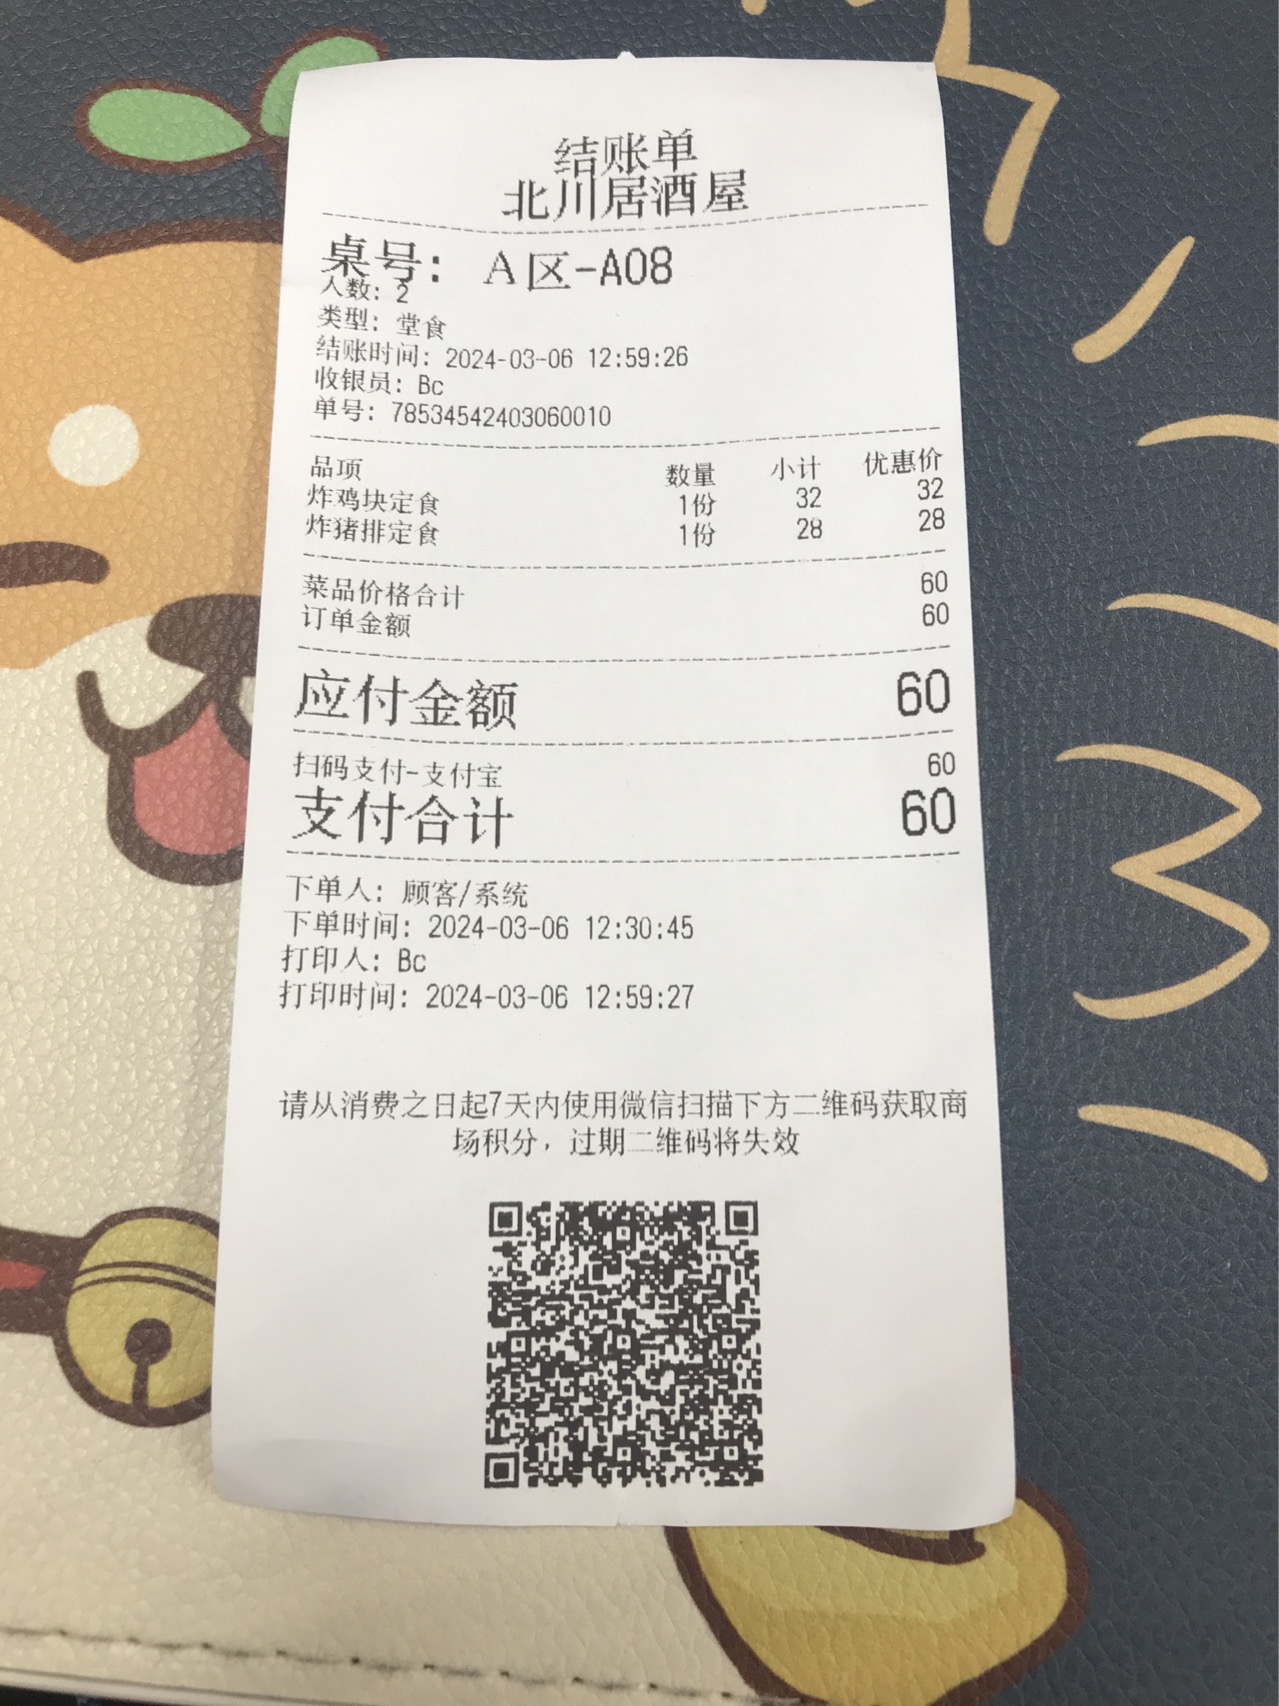 结账单
北川居酒屋
桌号： A区-A08
人数：2
类型：堂食
结账时间：2024-03-06 12:59:26
收银员：Bc
单号：78534542403060010
品项 数量 小计 优惠价
炸鸡块定食 1份 32 32
炸猪排定食 1份 28 28
菜品价格合计 60
订单金额 60
应付金额 60
扫码支付-支付宝 60
支付合计 60
下单人：顾客/系统
下单时间：2024-03-06 12:30:45
打印人：Bc
打印时间：2024-03-06 12:59:27
请从消费之日起7天内使用微信扫描下方二维码获取商
场积分，过期二维码将失效